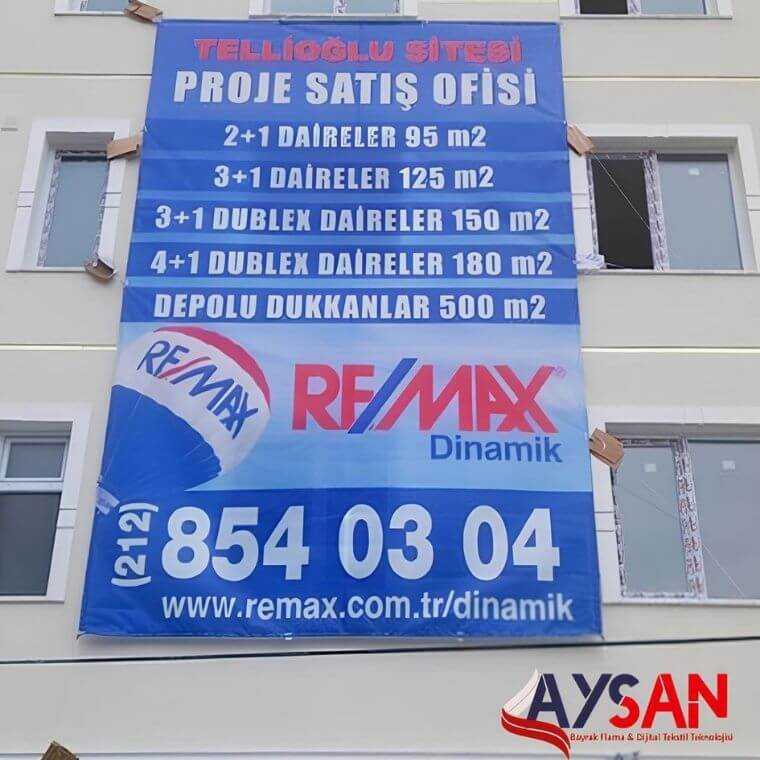 TELLİOĞLU SİTESİ
PROJE SATIŞ OFİSİ
2+1 DAİRELER 95 m2
3+1 DAİRELER 125 m2
3+1 DUBLEX DAİRELER 150 m2
4+1 DUBLEX DAİRELER 180 m2
DEPOLU DUKKANLAR 500 m2
RE/MAX
RE/MAX
Dinamik
(212) 854 03 04
www.remax.com.tr/dinamik
AYSAN
Bayrak Flama & Dijital Tekstil Teknolojisi